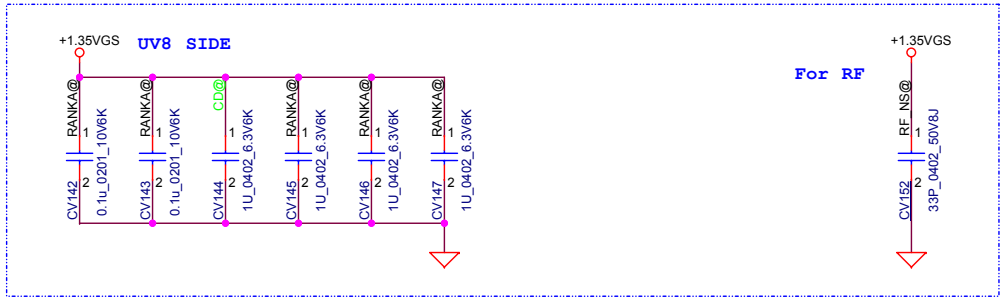 +1.35VGS
UV8 SIDE
RANKA@
1
2
CV142
0.1u_0201_10V6K
RANKA@
1
2
CV143
0.1u_0201_10V6K
CD@
1
2
CV144
1U_0402_6.3V6K
RANKA@
1
2
CV145
1U_0402_6.3V6K
RANKA@
1
2
CV146
1U_0402_6.3V6K
RANKA@
1
2
CV147
1U_0402_6.3V6K
For RF
+1.35VGS
RF_NS@
1
2
CV152
33P_0402_50V8J